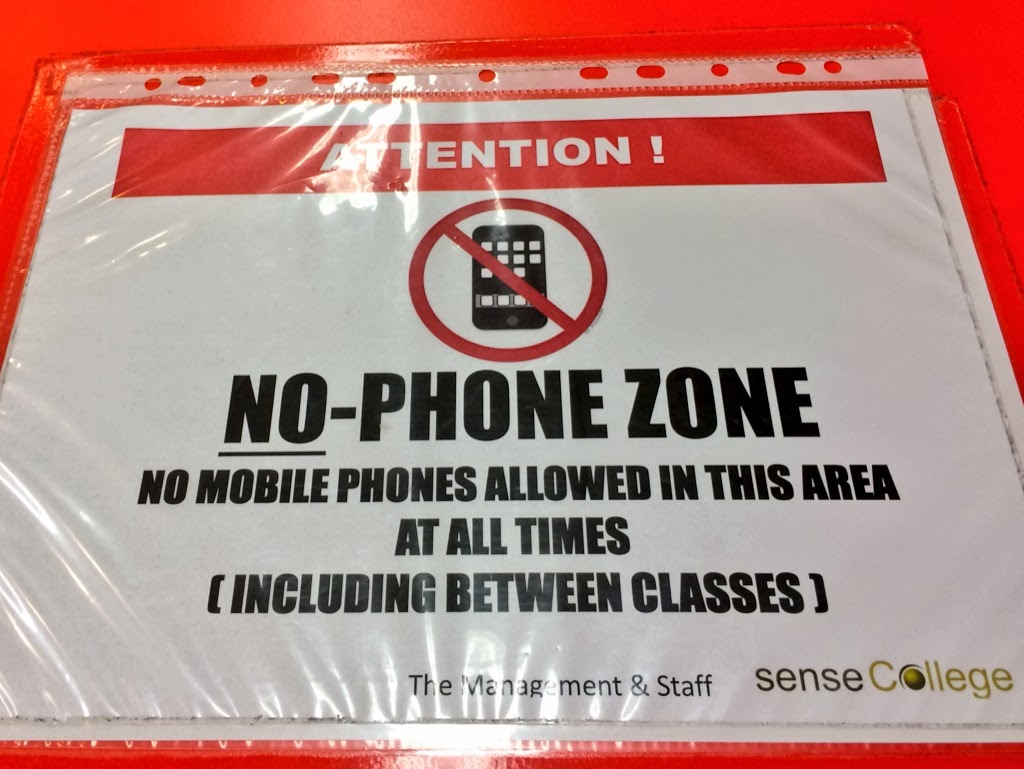 ATTENTION !
NO-PHONE ZONE
NO MOBILE PHONES ALLOWED IN THIS AREA
AT ALL TIMES
( INCLUDING BETWEEN CLASSES )
The Management & Staff
senseCollege